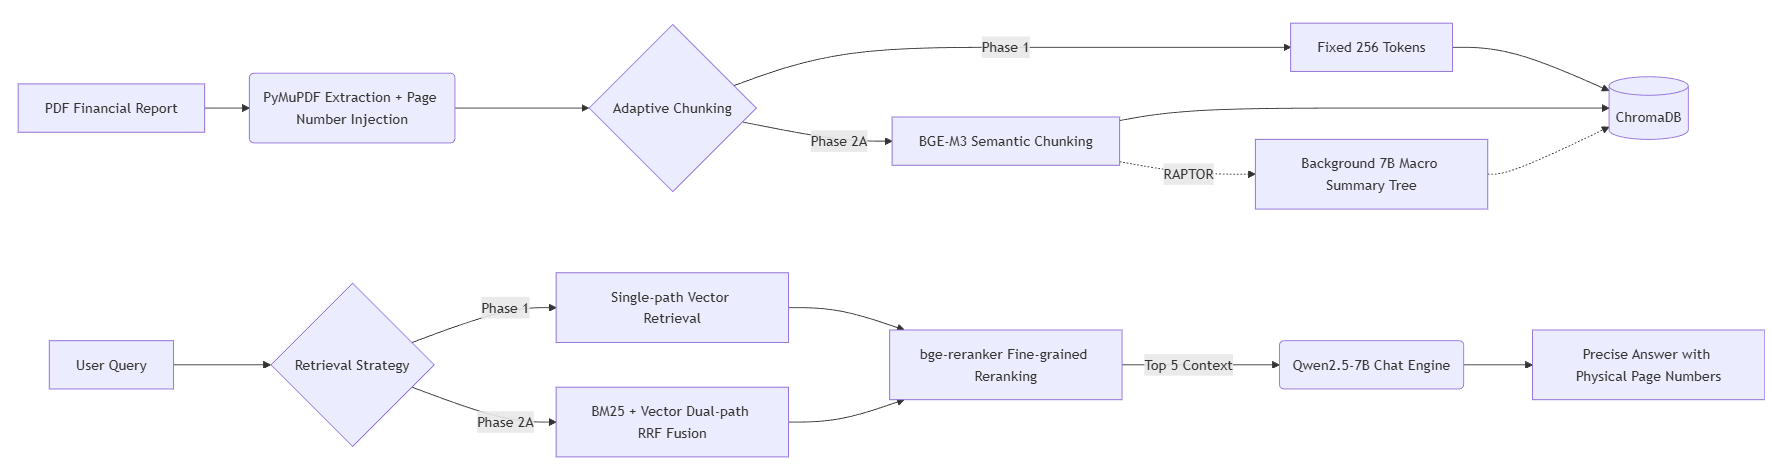 PDF Financial Report
PyMuPDF Extraction + Page
Number Injection
Adaptive Chunking
Phase 1
Fixed 256 Tokens
Phase 2A
BGE-M3 Semantic Chunking
RAPTOR
Background 7B Macro
Summary Tree
ChromaDB
User Query
Retrieval Strategy
Phase 1
Single-path Vector
Retrieval
Phase 2A
BM25 + Vector Dual-path
RRF Fusion
bge-reranker Fine-grained
Reranking
Top 5 Context
Qwen2.5-7B Chat Engine
Precise Answer with
Physical Page Numbers